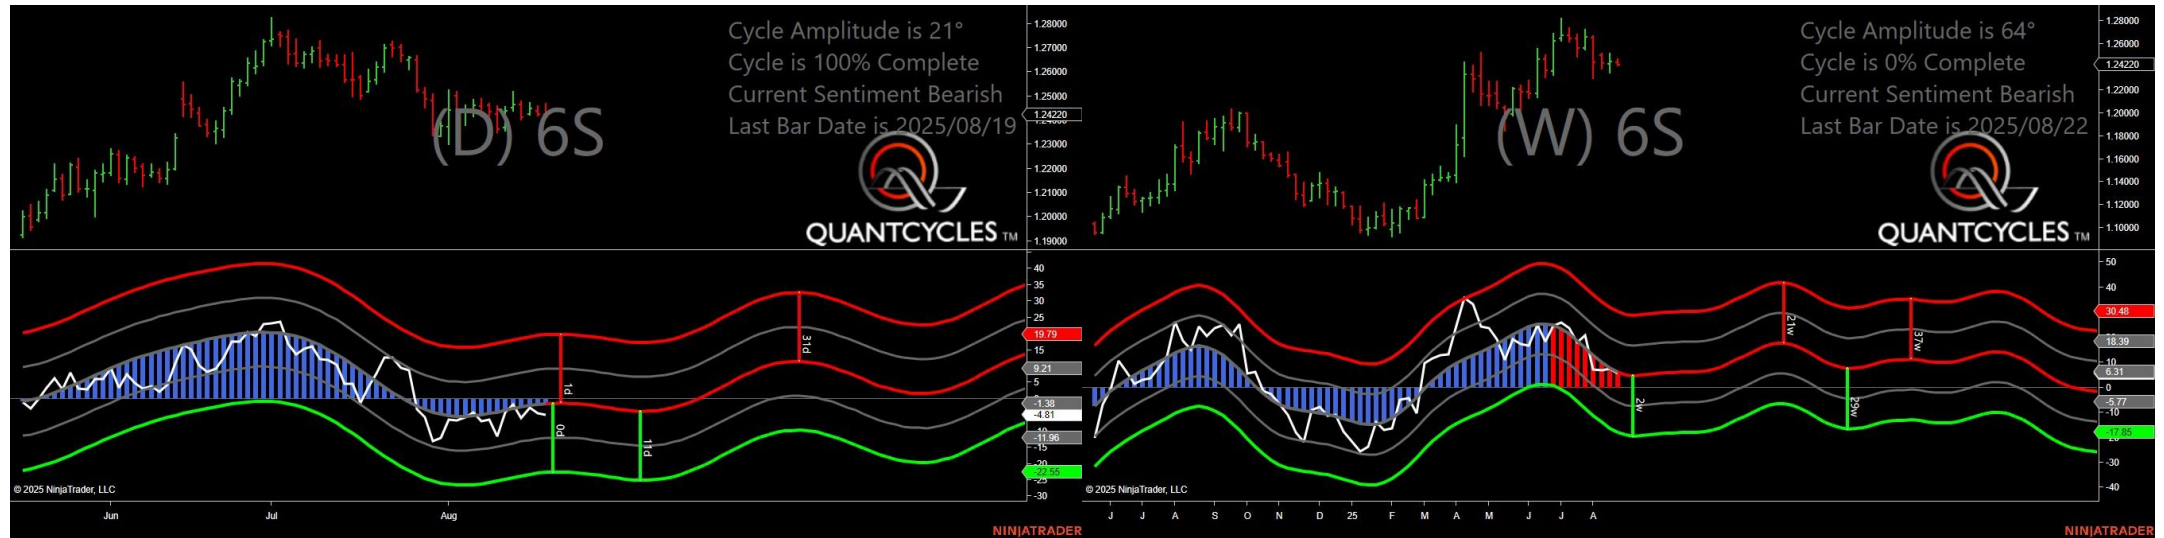 Cycle Amplitude is 21°
Cycle is 100% Complete
Current Sentiment Bearish
Last Bar Date is 2025/08/19
(D) 6S
QUANTCYCLES TM
1.28000
1.27000
1.26000
1.25000
1.24220
1.23000
1.22000
1.21000
1.20000
1.19000
40
35
30
25
19.79
15
9.21
5
-1.38
-4.81
-11.96
-15
-20
-22.55
-25
-30
1d
0d
11d
31d
© 2025 NinjaTrader, LLC
Jun
Jul
Aug
NINJATRADER
Cycle Amplitude is 64°
Cycle is 0% Complete
Current Sentiment Bearish
Last Bar Date is 2025/08/22
(W) 6S
QUANTCYCLES TM
1.28000
1.26000
1.24220
1.22000
1.20000
1.18000
1.16000
1.14000
1.12000
1.10000
50
40
30.48
18.39
10
6.31
0
-5.77
-10
-17.85
-30
-40
2w
21w
29w
37w
© 2025 NinjaTrader, LLC
J
J
A
S
O
N
D
25
F
M
A
M
J
J
A
NINJATRADER